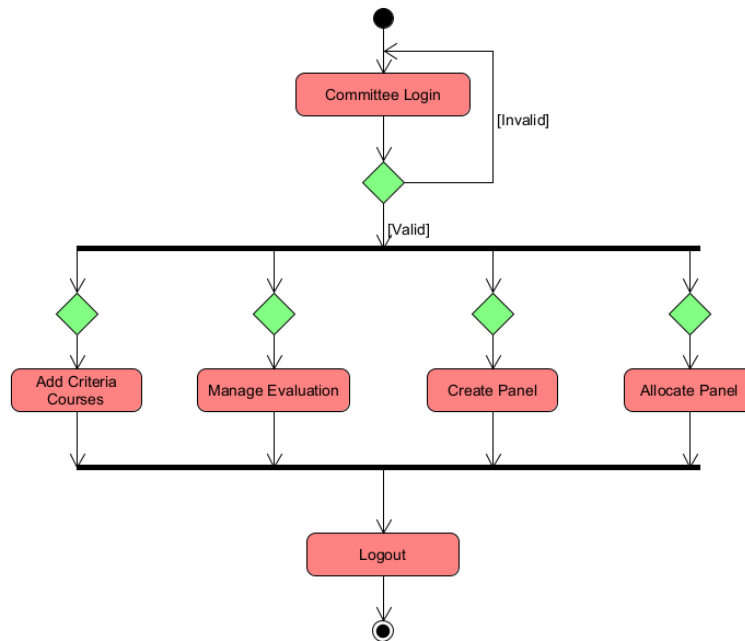 Committee Login
[Invalid]
[Valid]
Add Criteria
Courses
Manage Evaluation
Create Panel
Allocate Panel
Logout